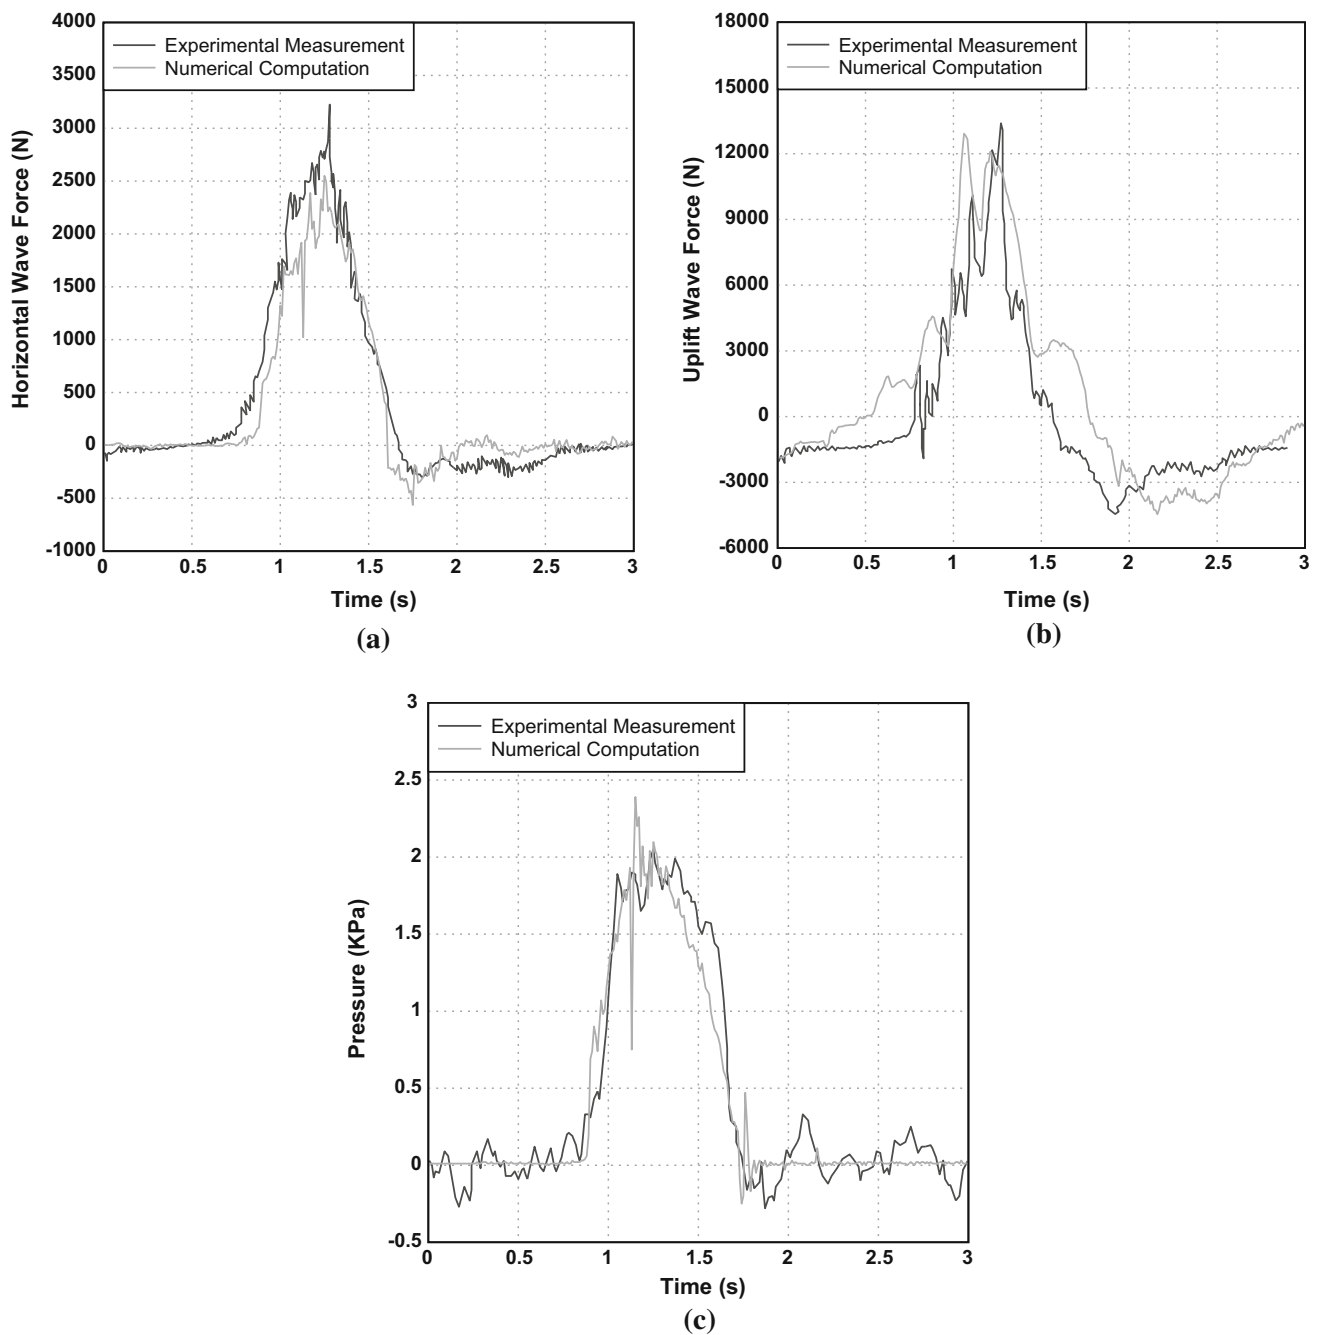 4000
3500
3000
2500
2000
1500
1000
500
0
-500
-1000
Horizontal Wave Force (N)
Experimental Measurement
Numerical Computation
0 0.5 1 1.5 2 2.5 3
Time (s)
(a)
18000
15000
12000
9000
6000
3000
0
-3000
-6000
Uplift Wave Force (N)
Experimental Measurement
Numerical Computation
0 0.5 1 1.5 2 2.5 3
Time (s)
(b)
3
2.5
2
1.5
1
0.5
0
-0.5
Pressure (KPa)
Experimental Measurement
Numerical Computation
0 0.5 1 1.5 2 2.5 3
Time (s)
(c)